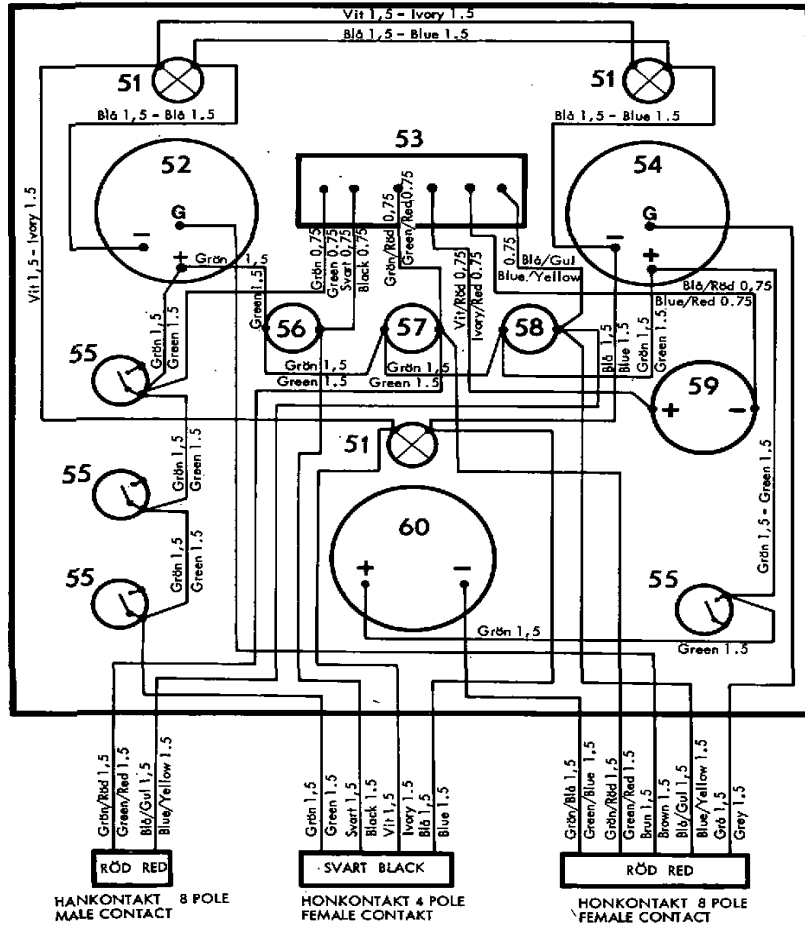 Vit 1,5 - Ivory 1.5
Blå 1,5 - Blue 1.5
51
51
Blå 1,5 - Blå 1.5
Blå 1,5 - Blue 1.5
52
53
54
G
G
-
+
-
+
Vit 1,5 - Ivory 1.5
Grön 1,5
Green 1.5
Grön 0,75
Green 0.75
Svart 0,75
Black 0.75
Grön/Röd 0,75
Green/Red 0.75
Vit/Röd 0,75
Ivory/Red 0.75
0.75
Blå/Gul
Blue/Yellow
Blå/Röd 0,75
Blue/Red 0.75
Grön 1,5
Green 1.5
56
57
58
Grön 1,5
Green 1.5
Grön 1,5
Green 1.5
Blå 1,5
Blue 1.5
Grön 1,5
Green 1.5
55
59
+
-
51
Grön 1,5
Green 1.5
Grön 1,5 - Green 1.5
55
60
+
-
Grön 1,5
Green 1.5
55
55
Grön 1,5
Green 1.5
Grön/Röd 1,5
Green/Red 1.5
Blå/Gul 1,5
Blue/Yellow 1.5
Grön 1,5
Green 1.5
Svart 1,5
Black 1.5
Vit 1,5
Ivory 1.5
Blå 1,5
Blue 1.5
Grön/Blå 1,5
Green/Blue 1.5
Grön/Röd 1,5
Green/Red 1.5
Brun 1,5
Brown 1.5
Blå/Gul 1,5
Blue/Yellow 1.5
Grå 1,5
Grey 1.5
RÖD RED
SVART BLACK
RÖD RED
HANKONTAKT 8 POLE
MALE CONTACT
HONKONTAKT 4 POLE
FEMALE CONTAKT
HONKONTAKT 8 POLE
FEMALE CONTACT